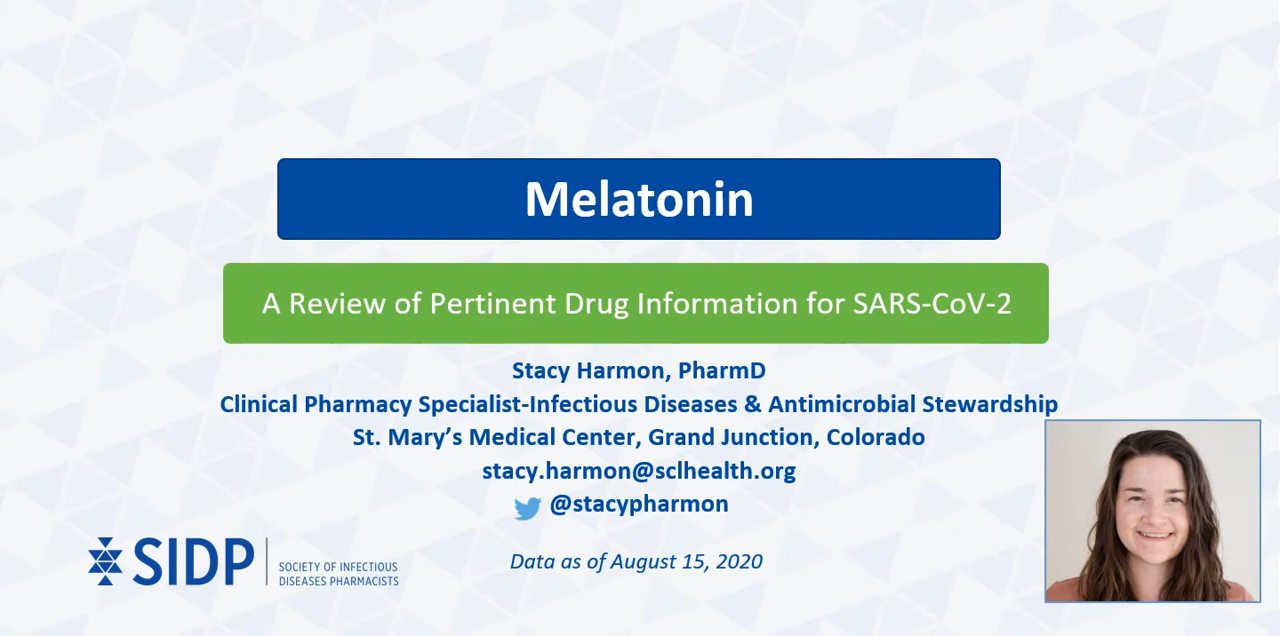 Melatonin
A Review of Pertinent Drug Information for SARS-CoV-2
Stacy Harmon, PharmD
Clinical Pharmacy Specialist-Infectious Diseases & Antimicrobial Stewardship
St. Mary's Medical Center, Grand Junction, Colorado
stacy.harmon@sclhealth.org
@stacypharmon
Data as of August 15, 2020
SIDP
SOCIETY OF INFECTIOUS
DISEASES PHARMACISTS